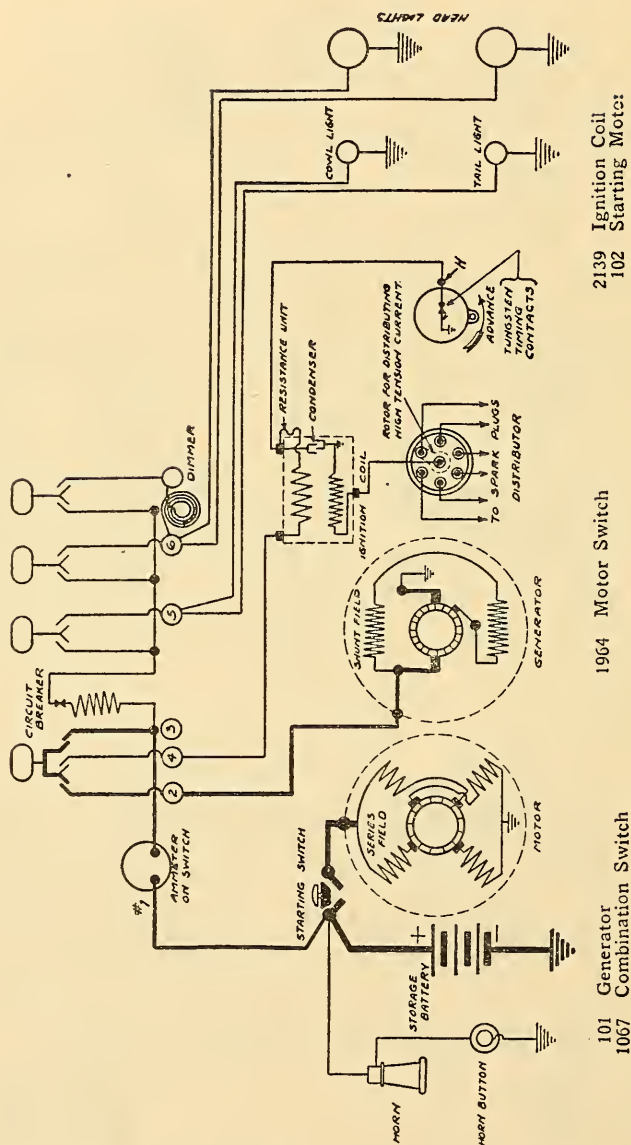 HEAD LIGHTS
COWL LIGHT
TAIL LIGHT
DIMMER
RESISTANCE UNIT
CONDENSER
IGNITION COIL
H
ADVANCE
TUNGSTEN
TIMING
CONTACTS
ROTOR FOR DISTRIBUTING
HIGH TENSION CURRENT.
TO SPARK PLUGS
DISTRIBUTOR
CIRCUIT
BREAKER
6
5
3
4
2
SHUNT FIELD
GENERATOR
AMMETER
ON SWITCH
#1
STARTING SWITCH
SERIES
FIELD
MOTOR
+
-
STORAGE
BATTERY
HORN
HORN BUTTON
101 Generator
1067 Combination Switch
1964 Motor Switch
2139 Ignition Coil
102 Starting Motor